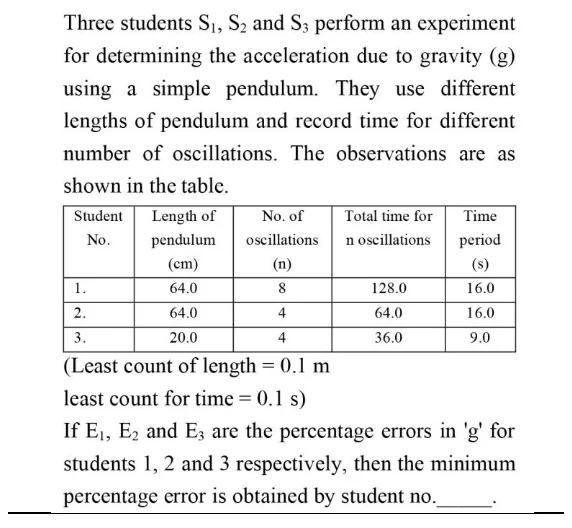 Three students S₁, S₂ and S₃ perform an experiment
for determining the acceleration due to gravity (g)
using a simple pendulum. They use different
lengths of pendulum and record time for different
number of oscillations. The observations are as
shown in the table.
Student No. | Length of pendulum (cm) | No. of oscillations (n) | Total time for n oscillations | Time period (s)
1. | 64.0 | 8 | 128.0 | 16.0
2. | 64.0 | 4 | 64.0 | 16.0
3. | 20.0 | 4 | 36.0 | 9.0
(Least count of length = 0.1 m
least count for time = 0.1 s)
If E₁, E₂ and E₃ are the percentage errors in 'g' for
students 1, 2 and 3 respectively, then the minimum
percentage error is obtained by student no.______.